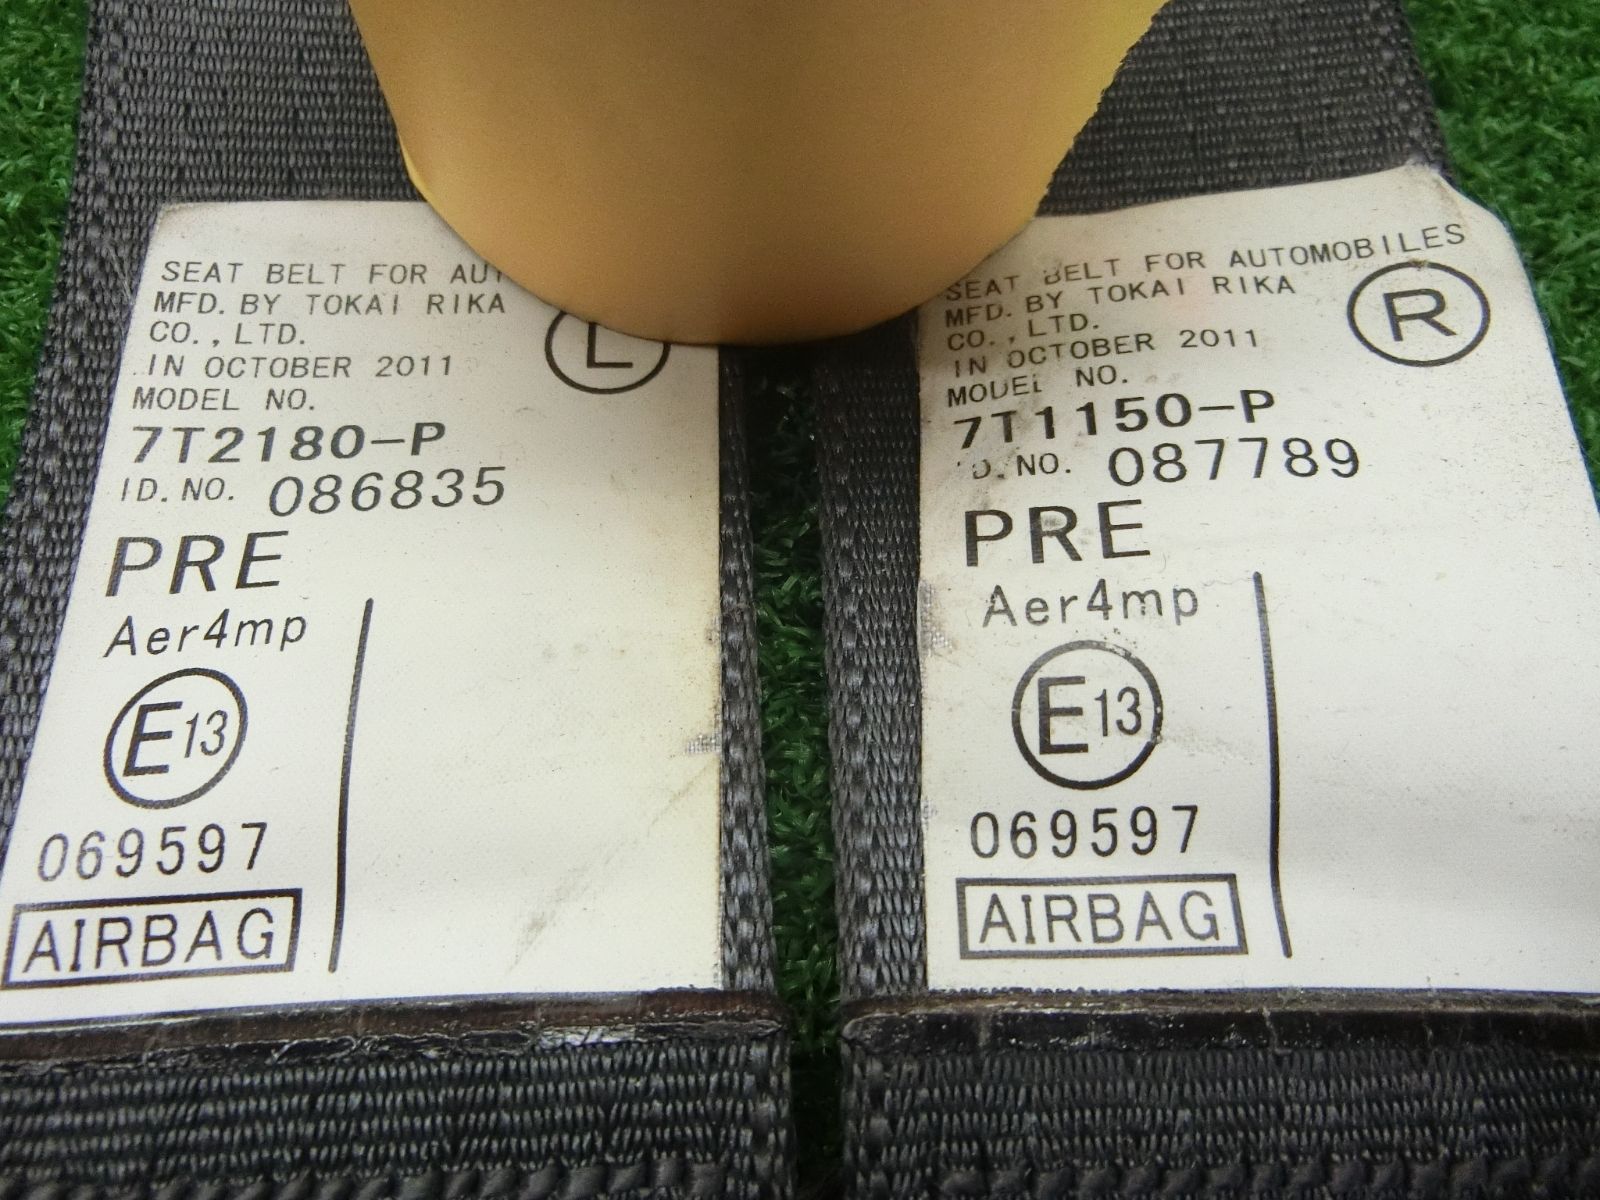 SEAT BELT FOR
MFD. BY TOKAI RIKA
CO., LTD.
IN OCTOBER 2011
MODEL NO.
7T2180-P
ID. NO. 086835
PRE
Aer4mp
E13
069597
AIRBAG
L
SEAT BELT FOR AUTOMOBILES
MFD. BY TOKAI RIKA
CO., LTD.
IN OCTOBER 2011
MODEL NO.
7T1150-P
ID. NO. 087789
PRE
Aer4mp
E13
069597
AIRBAG
R